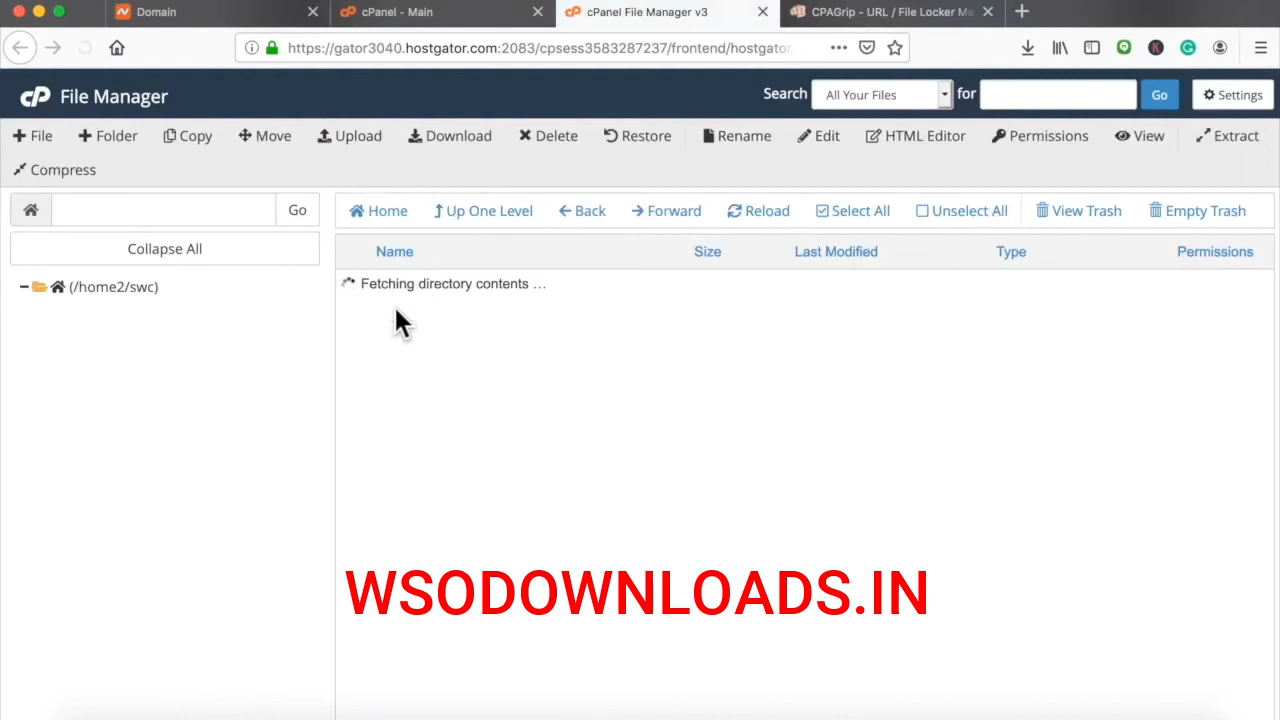 Domain
cPanel - Main
cPanel File Manager v3
CPAGrip - URL / File Locker Ma
https://gator3040.hostgator.com:2083/cpsess3583287237/frontend/hostgator
cP File Manager
Search All Your Files for Go Settings
File Folder Copy Move Upload Download Delete Restore Rename Edit HTML Editor Permissions View Extract
Compress
Go
Home Up One Level Back Forward Reload Select All Unselect All View Trash Empty Trash
Collapse All
Name Size Last Modified Type Permissions
(/home2/swc)
Fetching directory contents ...
WSODOWNLOADS.IN